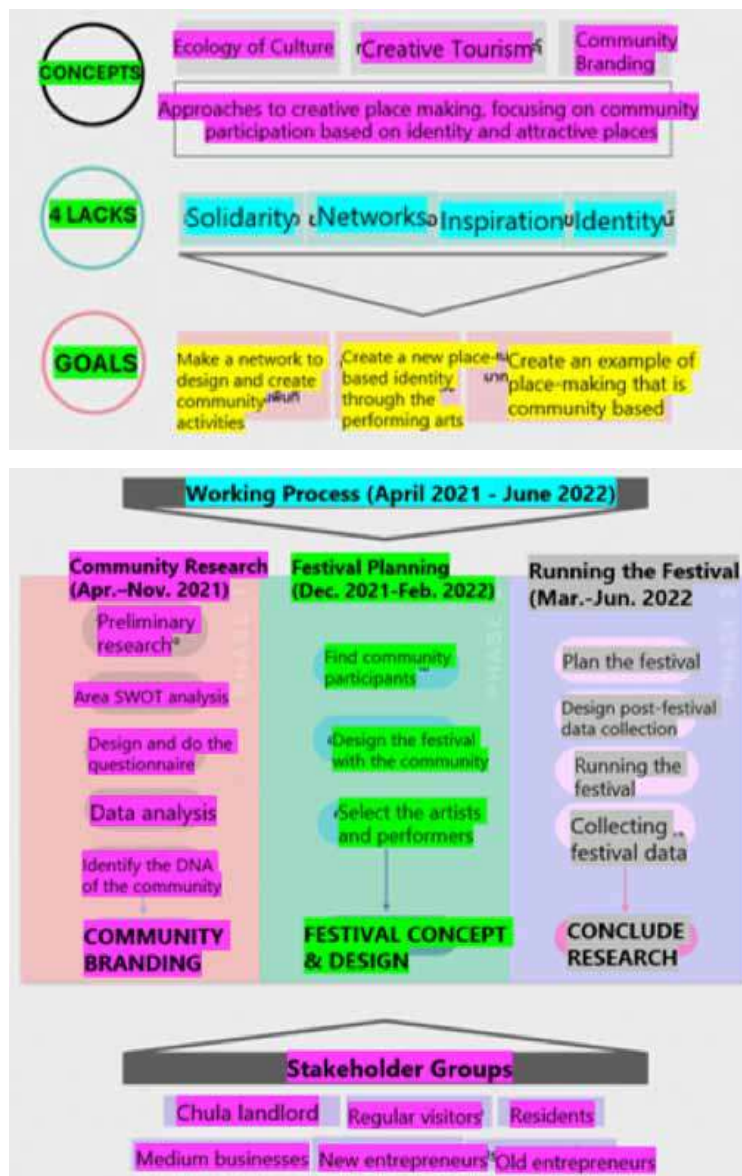 Ecology of Culture
Creative Tourism
Community
Branding
CONCEPTS
Approaches to creative place making, focusing on community
participation based on identity and attractive places
4 LACKS
Solidarity
Networks
Inspiration
Identity
GOALS
Make a network to
design and create
community
activities
Create a new place-
based identity
through the
performing arts
Create an example of
place-making that is
community based
Working Process (April 2021 - June 2022)
Community Research
(Apr.–Nov. 2021)
Preliminary
research
Area SWOT analysis
Design and do the
questionnaire
Data analysis
Identify the DNA
of the community
COMMUNITY
BRANDING
Festival Planning
(Dec. 2021-Feb. 2022)
Find community
participants
Design the festival
with the community
Select the artists
and performers
FESTIVAL CONCEPT
& DESIGN
Running the Festival
(Mar.-Jun. 2022
Plan the festival
Design post-festival
data collection
Running the
festival
Collecting
festival data
CONCLUDE
RESEARCH
Stakeholder Groups
Chula landlord
Regular visitors
Residents
Medium businesses
New entrepreneurs
Old entrepreneurs